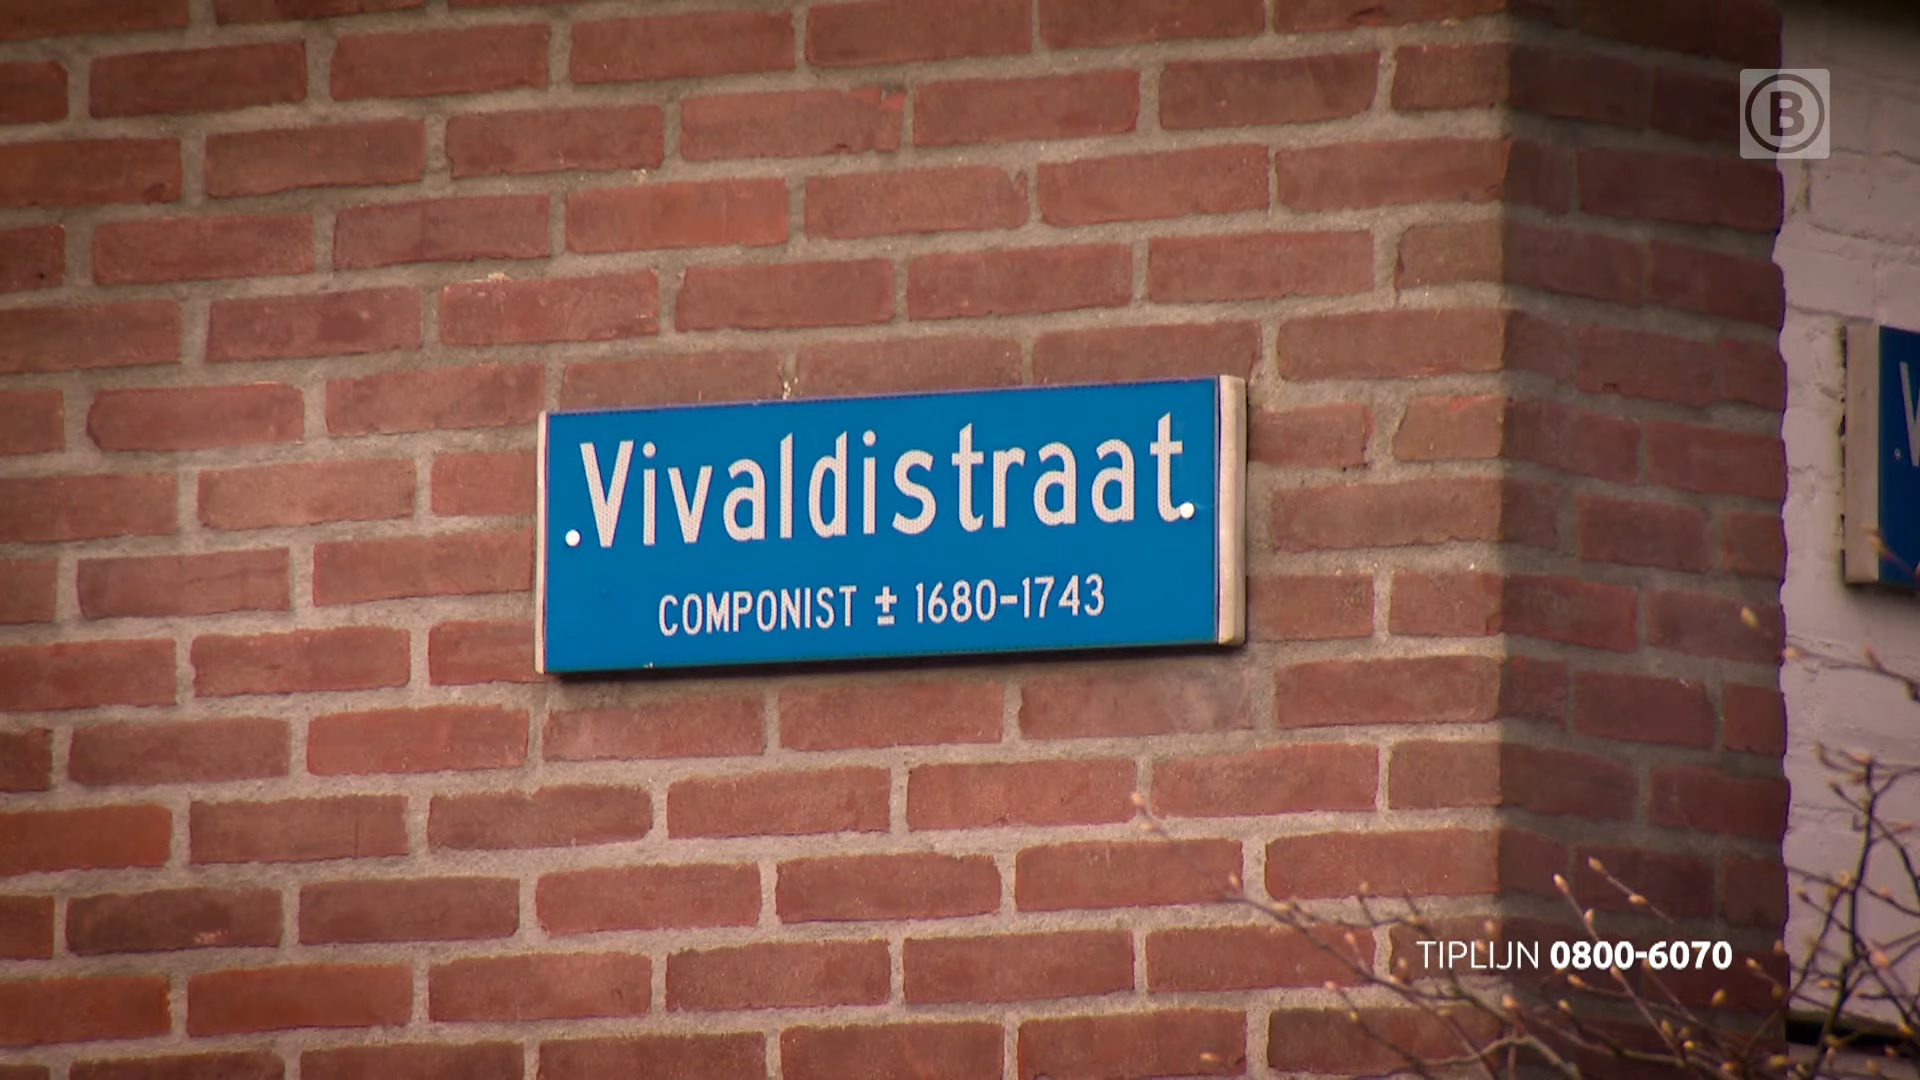 B
Vivaldistraat
COMPONIST ± 1680-1743
V
TIPLIJN 0800-6070